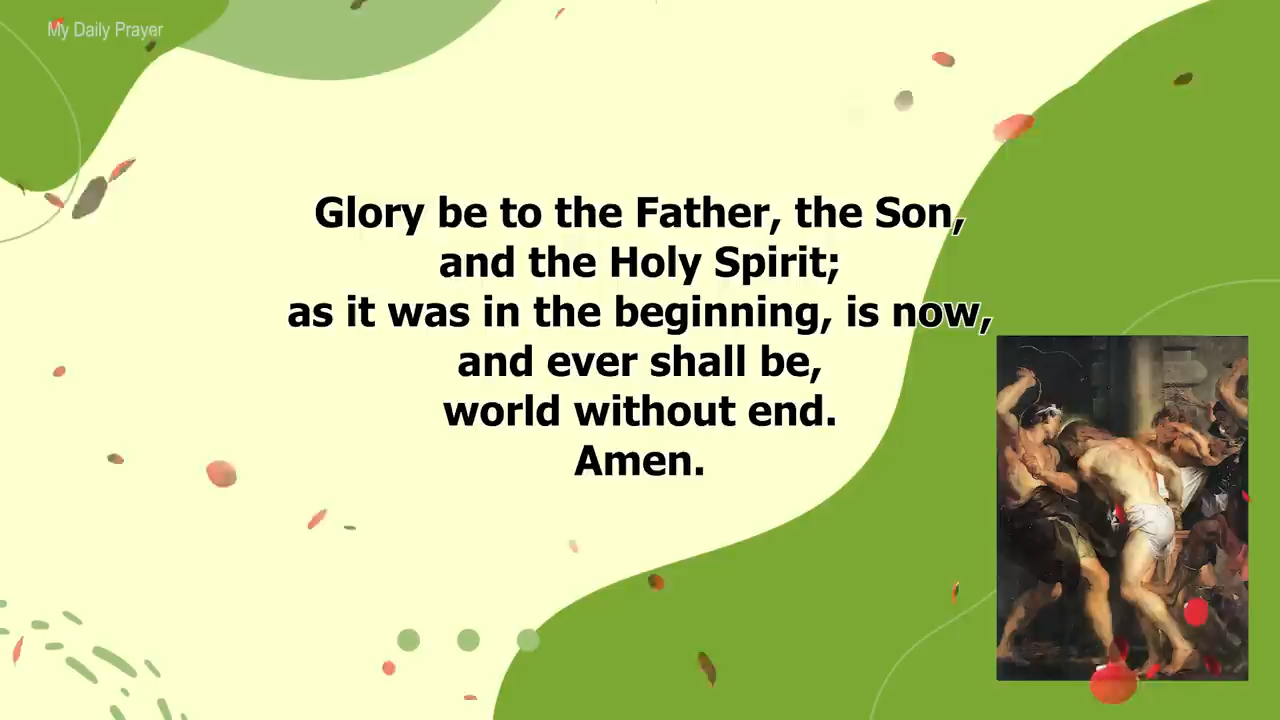 My Daily Prayer
Glory be to the Father, the Son,
and the Holy Spirit;
as it was in the beginning, is now,
and ever shall be,
world without end.
Amen.